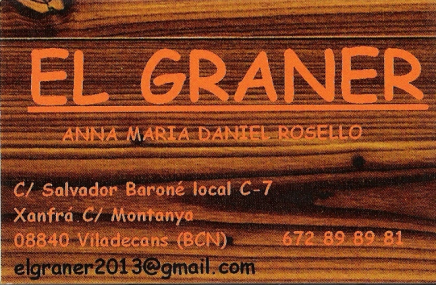 EL GRANER
ANNA MARIA DANIEL ROSELLO
C/ Salvador Baroné local C-7
Xanfrá C/ Montanya
08840 Viladecans (BCN) 672 89 89 81
elgraner2013@gmail.com